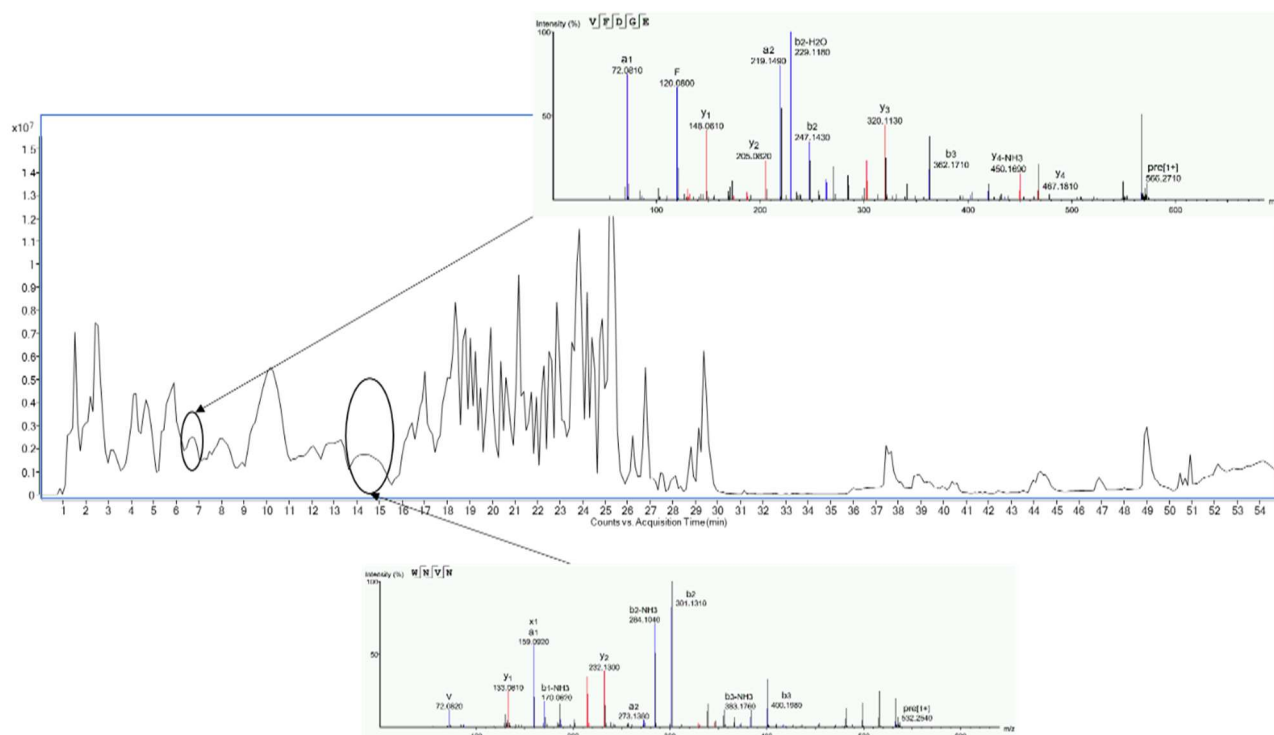 Intensity (%) V F D G E
100
50
a1
72.0810
F
120.0800
y1
148.0610
y2
205.0820
a2
219.1490
b2-H2O
229.1180
b2
247.1430
y3
320.1130
b3
362.1710
y4-NH3
450.1600
y4
467.1810
pre[1+]
566.2710
100 200 300 400 500 600
x10⁷
1.5
1.4
1.3
1.2
1.1
1
0.9
0.8
0.7
0.6
0.5
0.4
0.3
0.2
0.1
0
1 2 3 4 5 6 7 8 9 10 11 12 13 14 15 16 17 18 19 20 21 22 23 24 25 26 27 28 29 30 31 32 33 34 35 36 37 38 39 40 41 42 43 44 45 46 47 48 49 50 51 52 53 54
Counts vs. Acquisition Time (min)
Intensity (%) W N V N
100
50
V
72.0820
y1
133.0610
x1
a1
159.0920
b1-NH3
170.0620
y2
232.1300
a2
273.1380
b2-NH3
284.1040
b2
301.1310
b3-NH3
383.1760
b3
400.1980
pre[1+]
532.2540
m/z